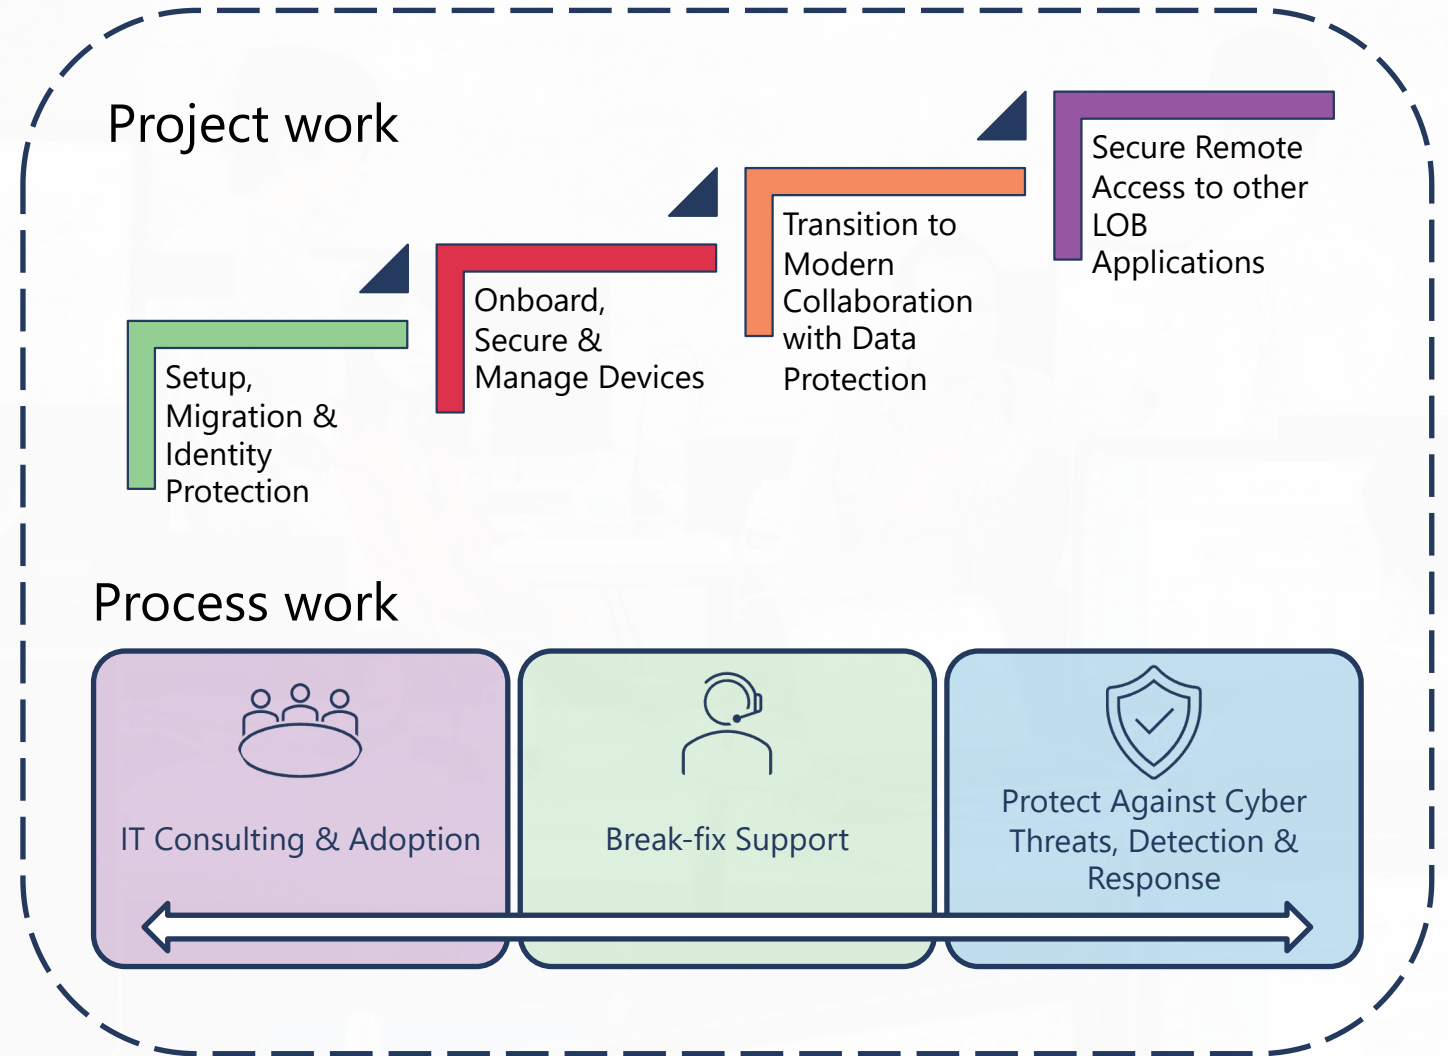 Project work
Setup,
Migration &
Identity
Protection
Onboard,
Secure &
Manage Devices
Transition to
Modern
Collaboration
with Data
Protection
Secure Remote
Access to other
LOB
Applications
Process work
IT Consulting & Adoption
Break-fix Support
Protect Against Cyber
Threats, Detection &
Response